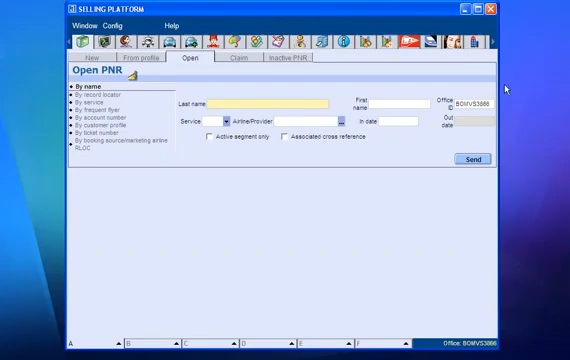 SELLING PLATFORM
Window Config Help
New From profile Open Claim Inactive PNR
Open PNR
By name
By record locator
By service
By frequent flyer
By account number
By customer profile
By ticket number
By booking source/marketing airline
RLOC
Last name First name Office ID BOMVS3866
Service Airline/Provider ... In date Out date
Active segment only Associated cross reference
Send
A B C D E F Office: BOMVS3866